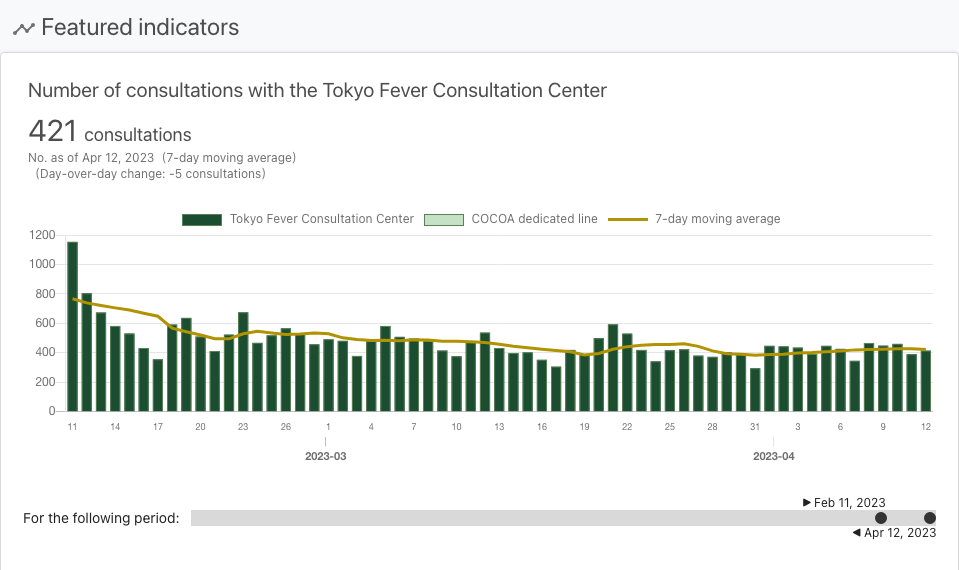 Featured indicators
Number of consultations with the Tokyo Fever Consultation Center
421 consultations
No. as of Apr 12, 2023 (7-day moving average)
(Day-over-day change: -5 consultations)
Tokyo Fever Consultation Center COCOA dedicated line 7-day moving average
1200
1000
800
600
400
200
0
11 14 17 20 23 26 1 4 7 10 13 16 19 22 25 28 31 3 6 9 12
2023-03 2023-04
▶ Feb 11, 2023
For the following period:
◀ Apr 12, 2023